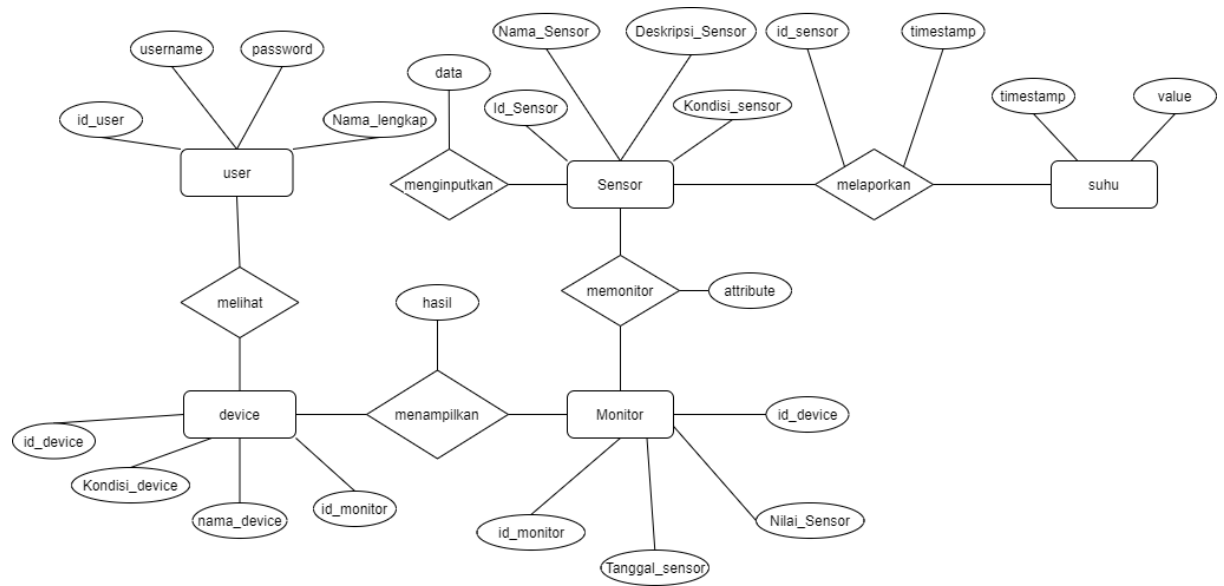 Nama_Sensor
Deskripsi_Sensor
id_sensor
timestamp
username
password
data
timestamp
value
Id_Sensor
Kondisi_sensor
id_user
Nama_lengkap
user
menginputkan
Sensor
melaporkan
suhu
memonitor
attribute
melihat
hasil
device
menampilkan
Monitor
id_device
id_device
Kondisi_device
nama_device
id_monitor
id_monitor
Nilai_Sensor
Tanggal_sensor